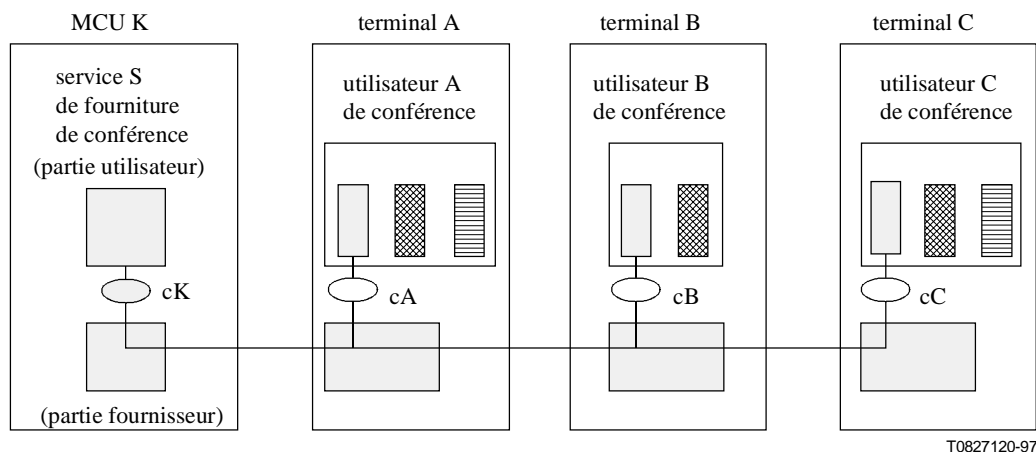 MCU K
terminal A
terminal B
terminal C
service S
de fourniture
de conférence
(partie utilisateur)
utilisateur A
de conférence
utilisateur B
de conférence
utilisateur C
de conférence
cK
cA
cB
cC
(partie fournisseur)
T0827120-97